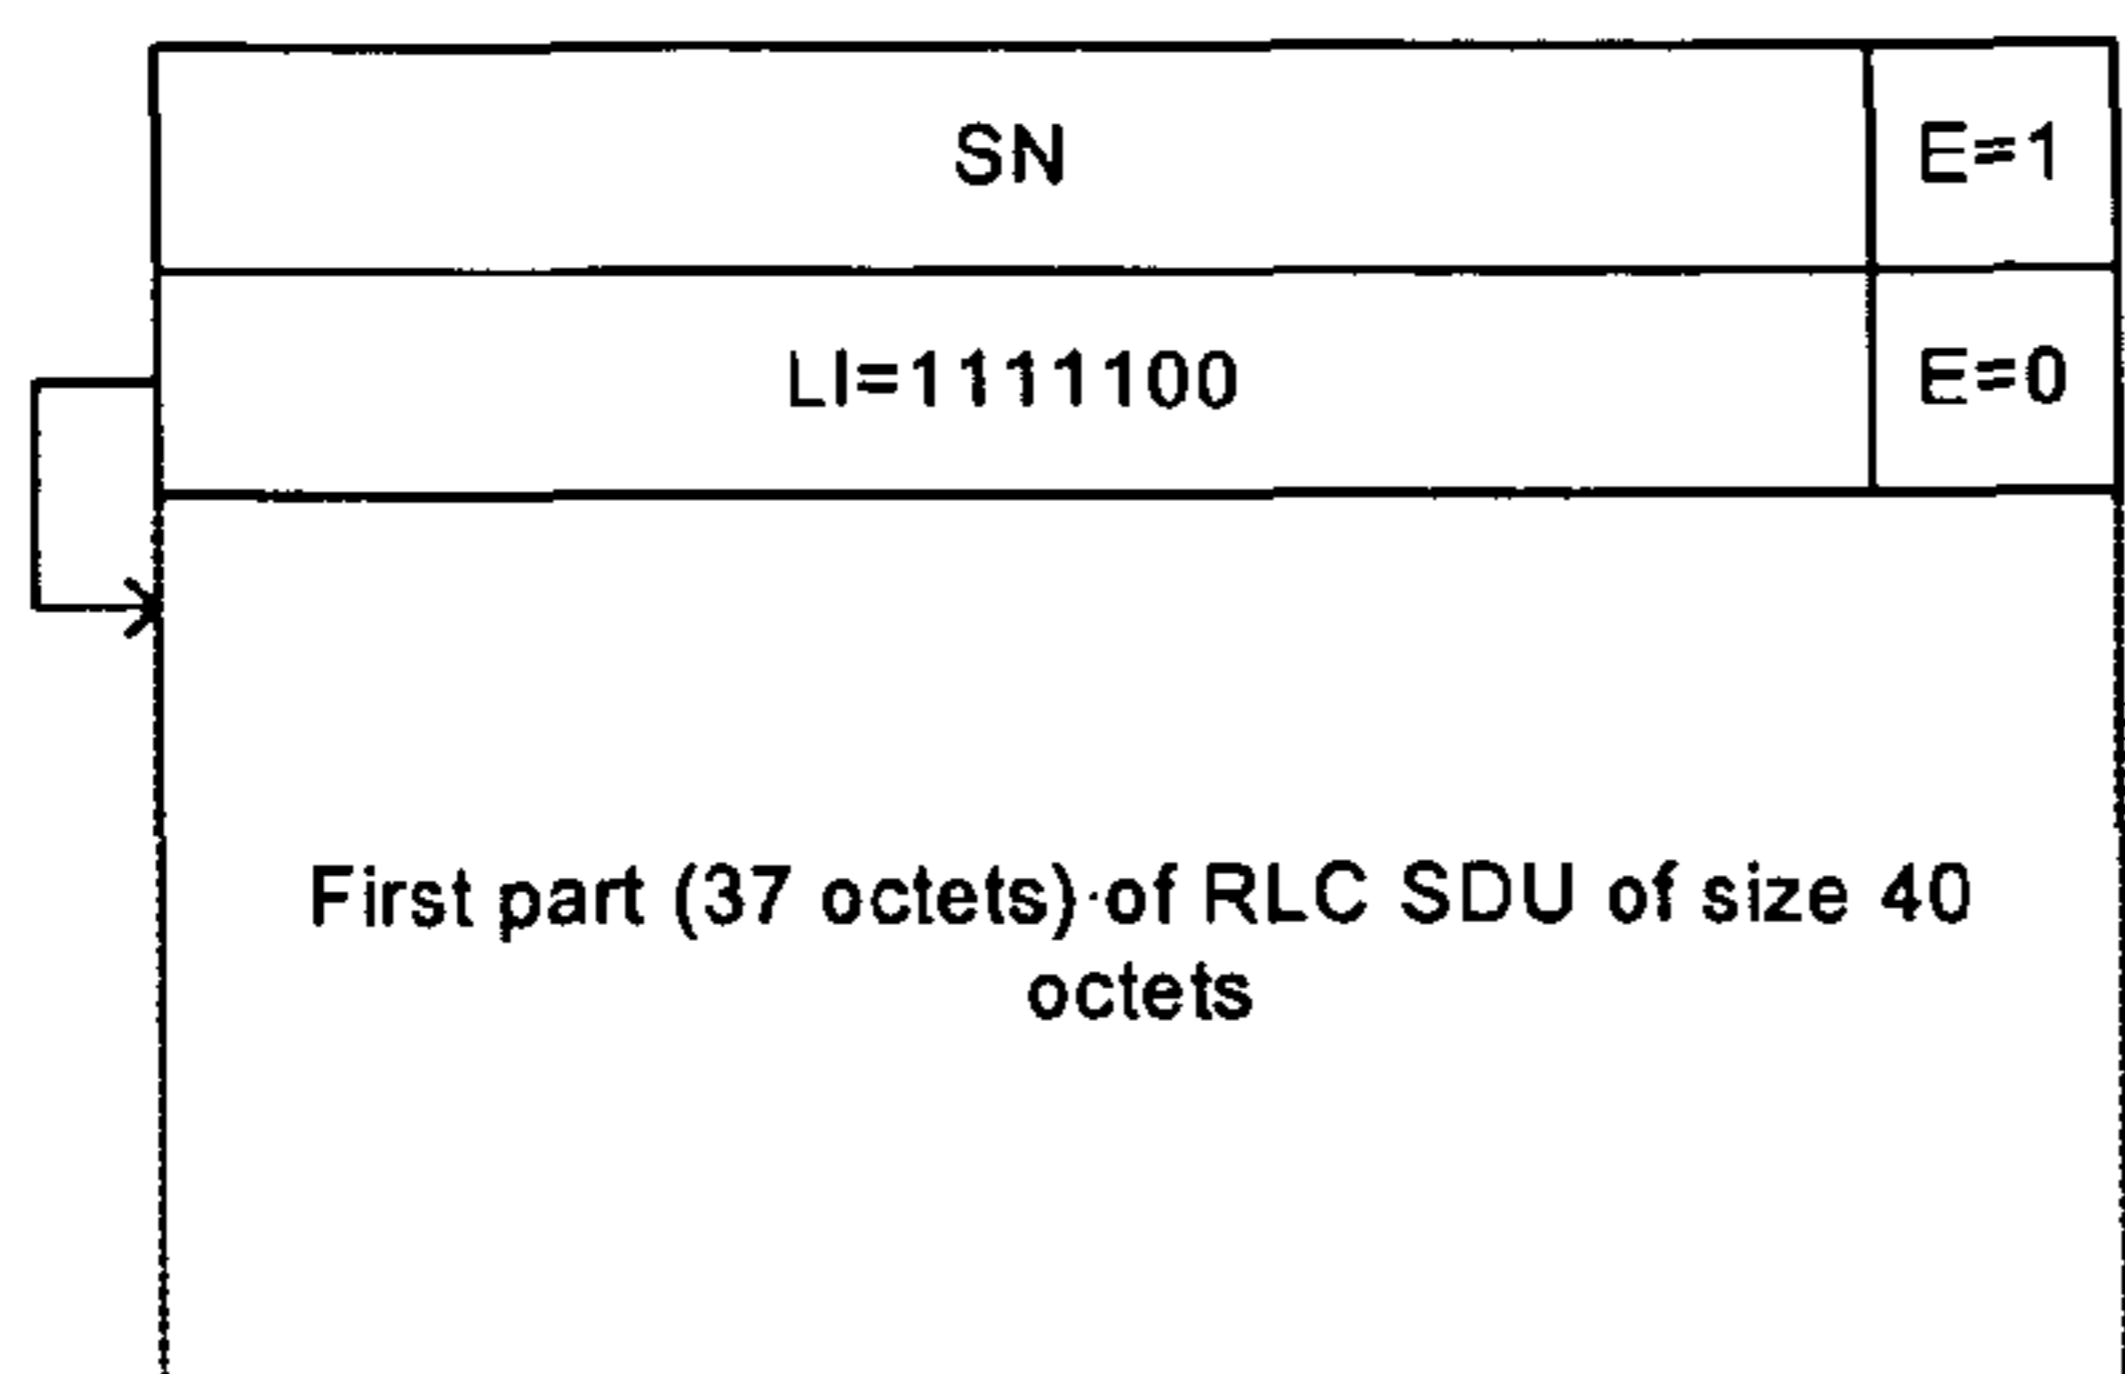 SN
E=1
LI=1111100
E=0
First part (37 octets) of RLC SDU of size 40
octets